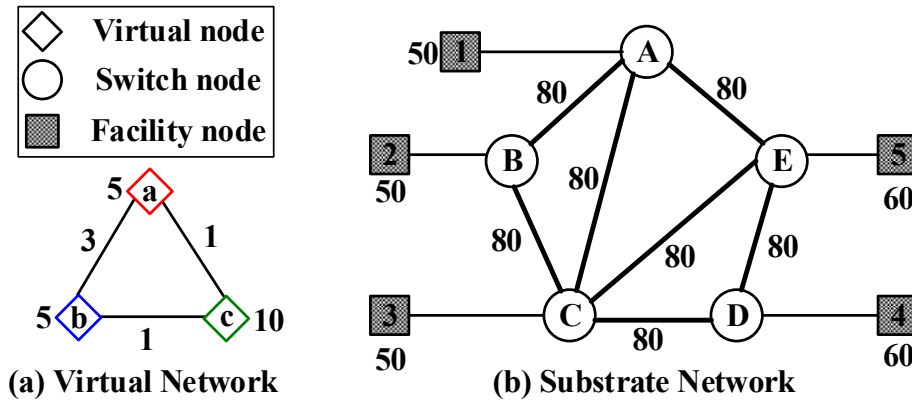 Virtual node
Switch node
Facility node
5 a
3 1
5 b c 10
1
(a) Virtual Network
50 1 A
80 80
2 B E 5
50 80 60
80 80 80
3 C D 4
50 80 60
(b) Substrate Network